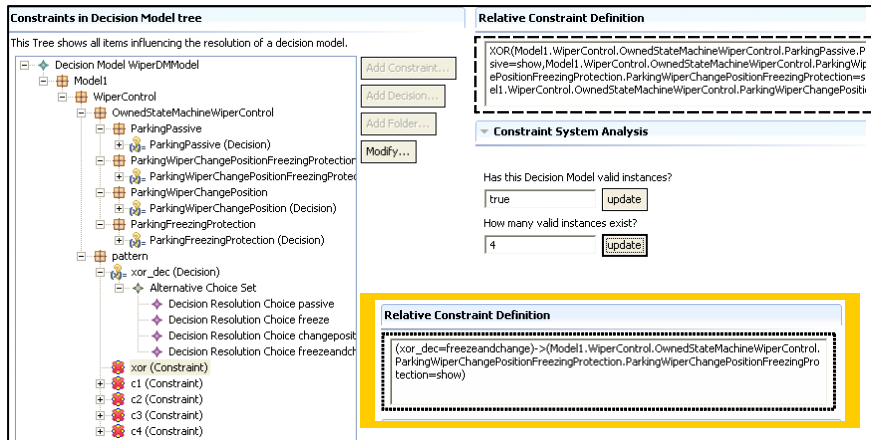 Constraints in Decision Model tree
This Tree shows all items influencing the resolution of a decision model.
Decision Model WiperDMModel
Model1
WiperControl
OwnedStateMachineWiperControl
ParkingPassive
ParkingPassive (Decision)
ParkingWiperChangePositionFreezingProtection
ParkingWiperChangePositionFreezingProtec
ParkingWiperChangePosition
ParkingWiperChangePosition (Decision)
ParkingFreezingProtection
ParkingFreezingProtection (Decision)
pattern
xor_dec (Decision)
Alternative Choice Set
Decision Resolution Choice passive
Decision Resolution Choice freeze
Decision Resolution Choice changeposit
Decision Resolution Choice freezeandch
xor (Constraint)
c1 (Constraint)
c2 (Constraint)
c3 (Constraint)
c4 (Constraint)
Add Constraint...
Add Decision...
Add Folder...
Modify...
Relative Constraint Definition
XOR(Model1.WiperControl.OwnedStateMachineWiperControl.ParkingPassive.P
sive=show,Model1.WiperControl.OwnedStateMachineWiperControl.ParkingWip
ePositionFreezingProtection.ParkingWiperChangePositionFreezingProtection=s
el1.WiperControl.OwnedStateMachineWiperControl.ParkingWiperChangePositi
Constraint System Analysis
Has this Decision Model valid instances?
true update
How many valid instances exist?
4 update
Relative Constraint Definition
(xor_dec=freezeandchange)->(Model1.WiperControl.OwnedStateMachineWiperControl.
ParkingWiperChangePositionFreezingProtection.ParkingWiperChangePositionFreezingPro
tection=show)